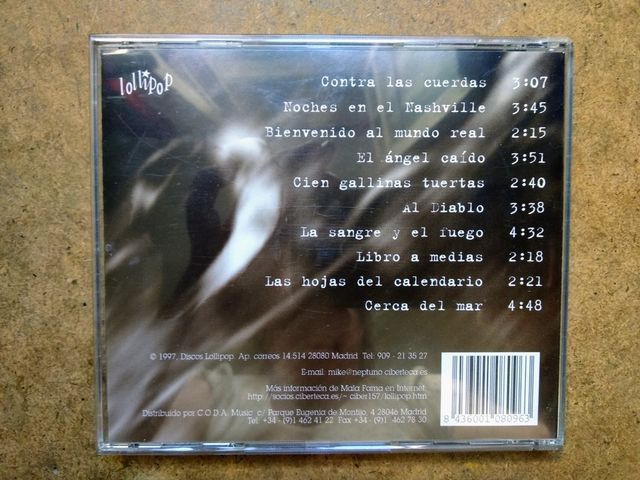 lollipop
Contra las cuerdas 3:07
Noches en el Nashville 3:45
Bienvenido al mundo real 2:15
El ángel caído 3:51
Cien gallinas tuertas 2:40
Al Diablo 3:38
La sangre y el fuego 4:32
Libro a medias 2:18
Las hojas del calendario 2:21
Cerca del mar 4:48
© 1997, Discos Lollipop. Ap. correos 14.514 28080 Madrid Tel: 909 - 21 35 27
E-mail: mike@neptuno.ciberteca.es
Más información de Mala Fama en Internet:
http://socios.ciberteca.es/~ciber157/lollipop.htm
Distribuido por C.O.D.A. Music c/ Parque Eugenia de Montijo, 4 28046 Madrid
Tel. +34 - (9)1 462 41 22 Fax +34 - (9)1 462 78 30
8 436001 080963